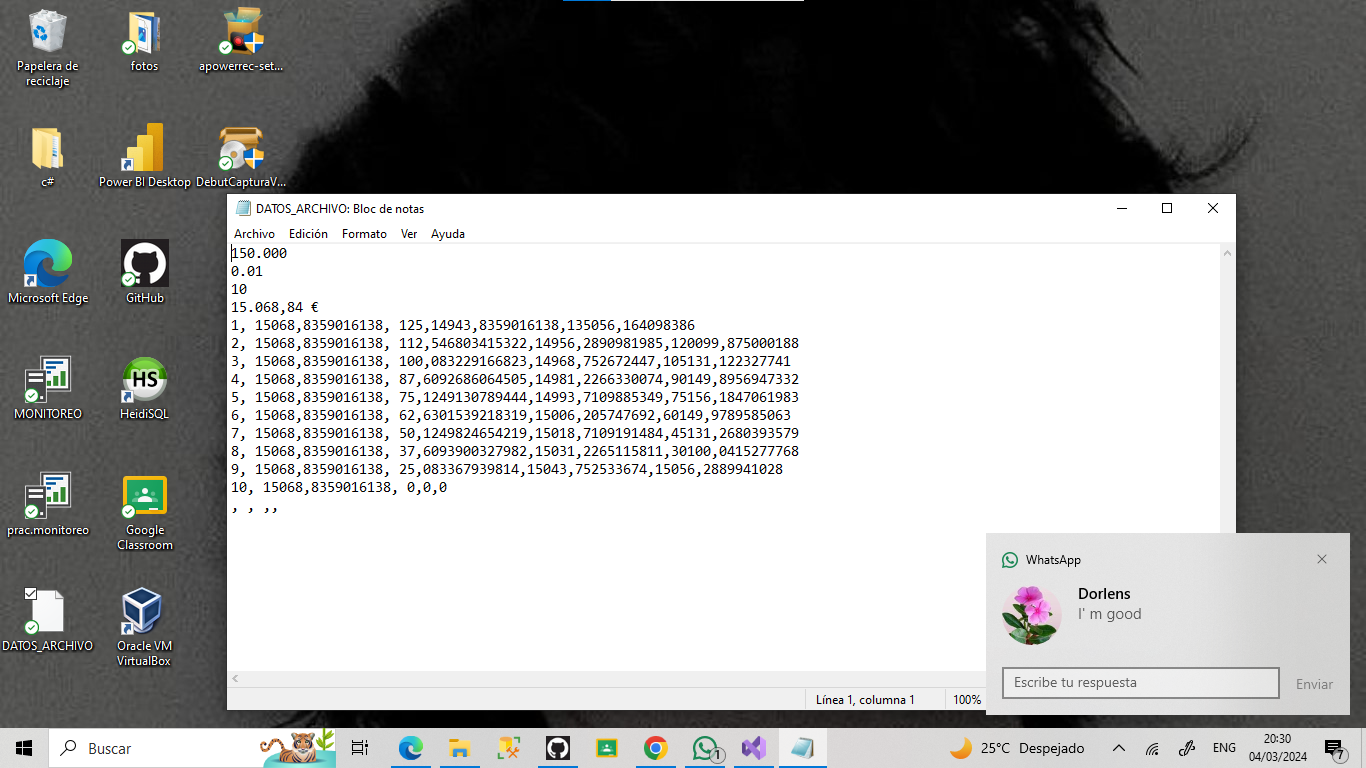 Papelera de
reciclaje
fotos
apowerrec-set...
c#
Power BI Desktop
DebutCapturaV...
Microsoft Edge
GitHub
MONITOREO
HS
HeidiSQL
prac.monitoreo
Google
Classroom
DATOS_ARCHIVO
Oracle VM
VirtualBox
DATOS_ARCHIVO: Bloc de notas
Archivo Edición Formato Ver Ayuda
150.000
0.01
10
15.068,84 €
1, 15068,8359016138, 125,14943,8359016138,135056,164098386
2, 15068,8359016138, 112,546803415322,14956,2890981985,120099,875000188
3, 15068,8359016138, 100,083229166823,14968,752672447,105131,122327741
4, 15068,8359016138, 87,6092686064505,14981,2266330074,90149,8956947332
5, 15068,8359016138, 75,1249130789444,14993,7109885349,75156,1847061983
6, 15068,8359016138, 62,6301539218319,15006,205747692,60149,9789585063
7, 15068,8359016138, 50,1249824654219,15018,7109191484,45131,2680393579
8, 15068,8359016138, 37,6093900327982,15031,2265115811,30100,0415277768
9, 15068,8359016138, 25,083367939814,15043,752533674,15056,2889941028
10, 15068,8359016138, 0,0,0
, , ,,
Línea 1, columna 1 100%
WhatsApp
Dorlens
I' m good
Escribe tu respuesta
Enviar
Buscar
1
25°C Despejado
ENG
20:30
04/03/2024
7